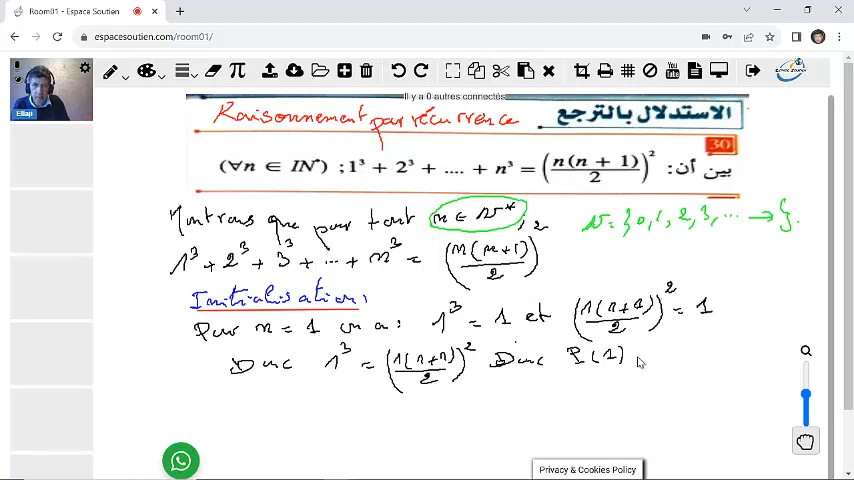 Room01 - Espace Soutien
espacesoutien.com/room01/
Il y a 0 autres connectés
Ellaji
Raisonnement par récurrence
الاستدلال بالترجع
30
بين أن: (∀n ∈ IN*) ; 1³ + 2³ + .... + n³ = (n(n + 1)/2)²
Montrons que pour tout n ∈ IN*,
IN = {0, 1, 2, 3, ... → }.
1³ + 2³ + 3³ + ... + n³ = (n(n+1)/2)²
Initialisation:
Pour n = 1 on a: 1³ = 1 et (1(1+1)/2)² = 1
Donc 1³ = (1(1+1)/2)² Donc P(1)
Privacy & Cookies Policy